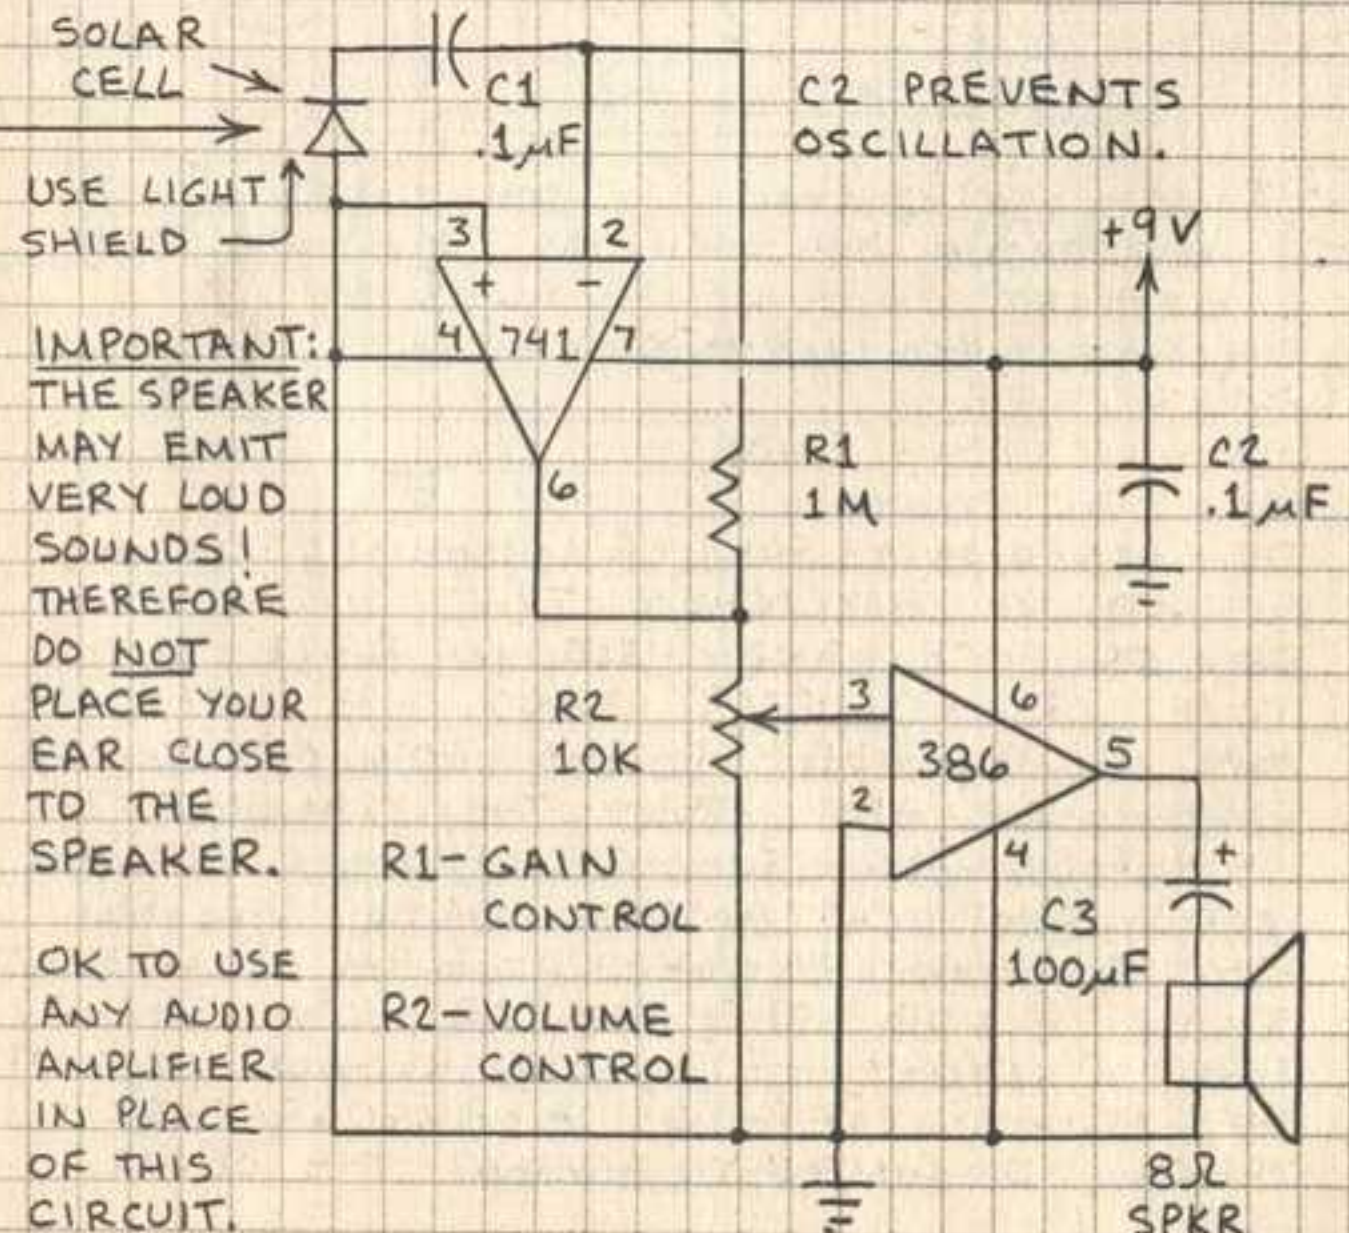 SOLAR
CELL
USE LIGHT
SHIELD
C1
.1µF
C2 PREVENTS
OSCILLATION.
+9V
3
2
+
-
4
741
7
6
IMPORTANT:
THE SPEAKER
MAY EMIT
VERY LOUD
SOUNDS!
THEREFORE
DO NOT
PLACE YOUR
EAR CLOSE
TO THE
SPEAKER.
OK TO USE
ANY AUDIO
AMPLIFIER
IN PLACE
OF THIS
CIRCUIT.
R1
1M
C2
.1µF
R2
10K
3
6
386
5
2
4
+
R1-GAIN
CONTROL
R2-VOLUME
CONTROL
C3
100µF
8Ω
SPKR